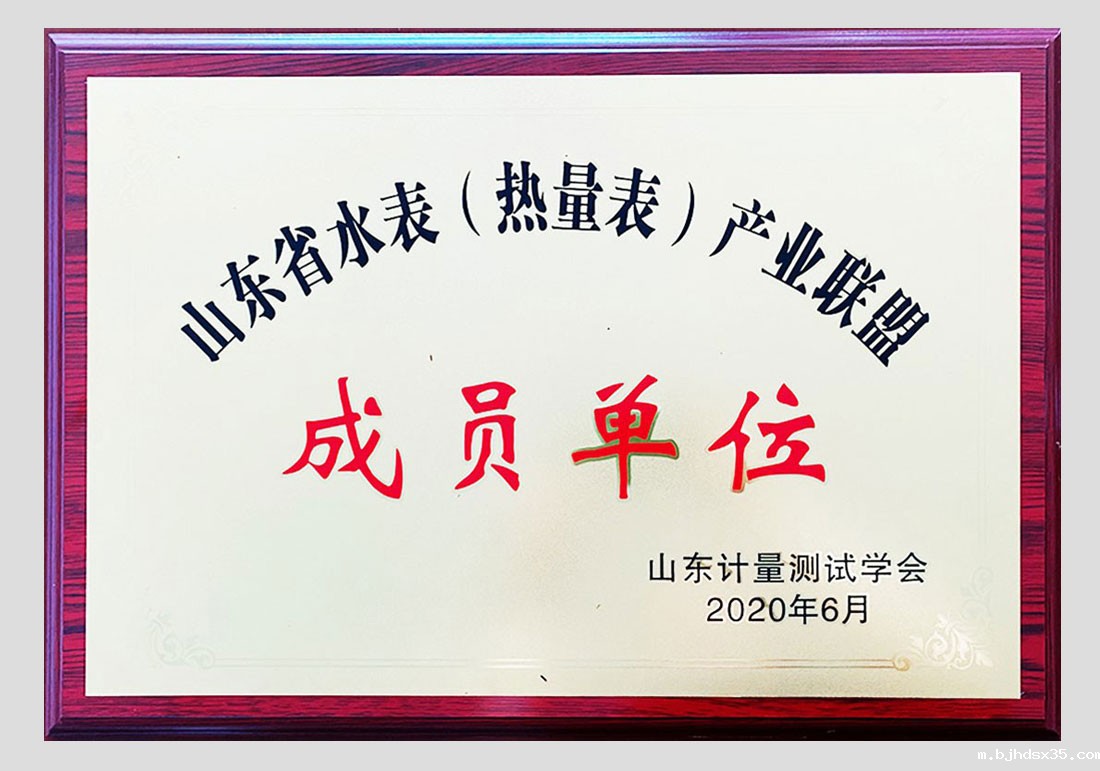 山东省水表（热量表）产业联盟
成员单位
山东计量测试学会
2020年6月
m.bjhdsx35.com